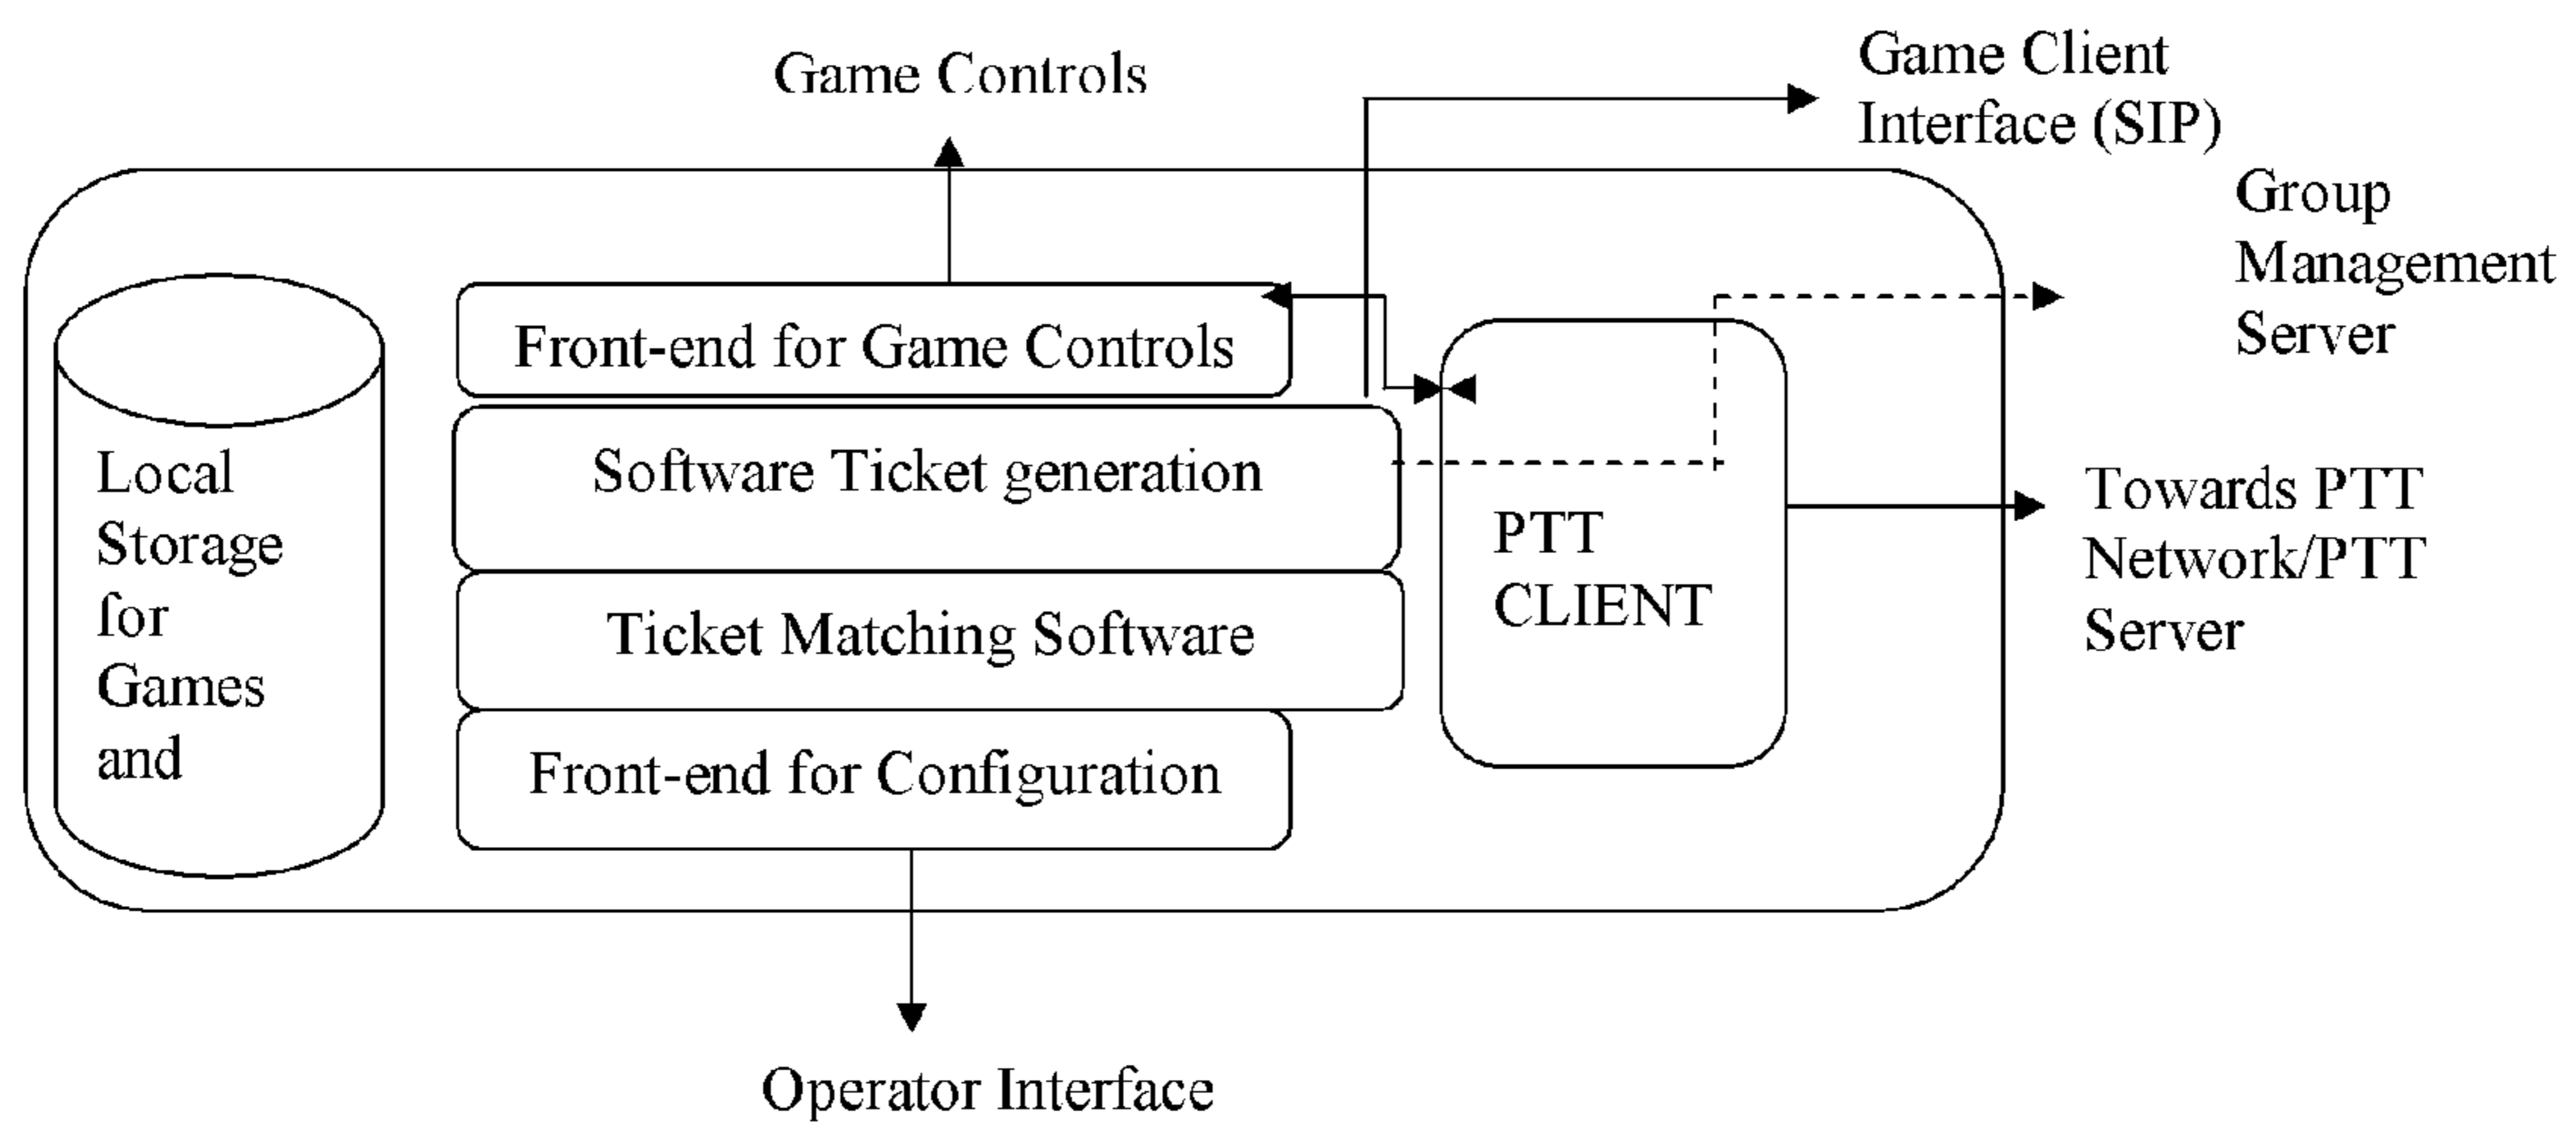 Game Controls
Game Client
Interface (SIP)
Group
Management
Server
Front-end for Game Controls
Software Ticket generation
Ticket Matching Software
Front-end for Configuration
Local
Storage
for
Games
and
PTT
CLIENT
Towards PTT
Network/PTT
Server
Operator Interface